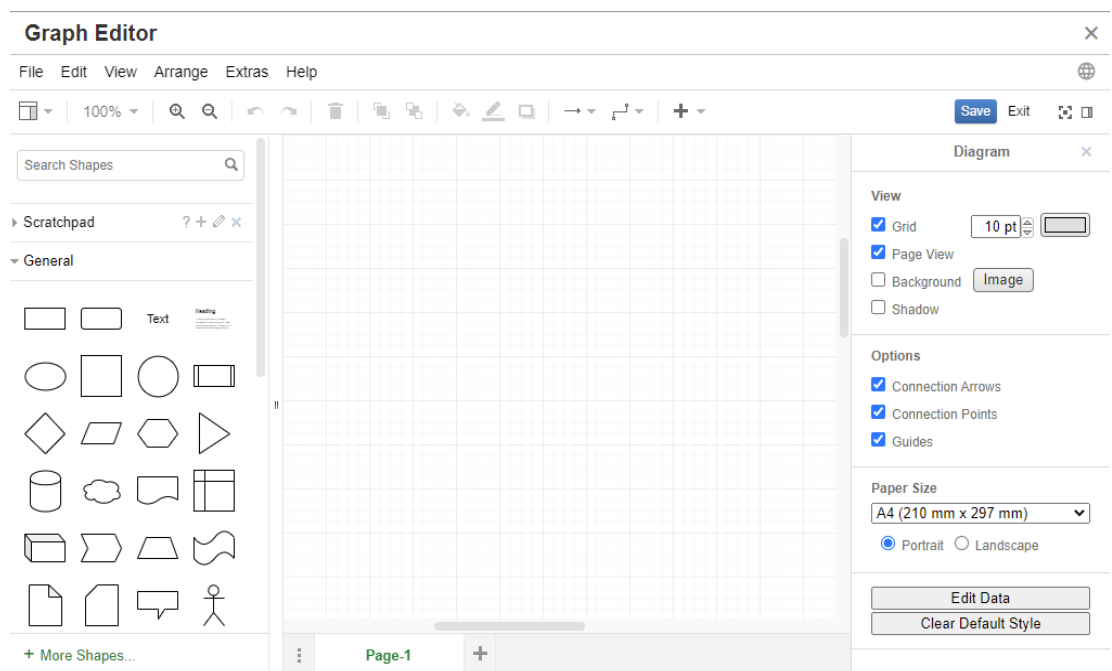 Graph Editor
File Edit View Arrange Extras Help
100%
Save Exit
Search Shapes
Scratchpad ?
General
Text
Heading
+ More Shapes...
Page-1
Diagram
View
Grid 10 pt
Page View
Background Image
Shadow
Options
Connection Arrows
Connection Points
Guides
Paper Size
A4 (210 mm x 297 mm)
Portrait Landscape
Edit Data
Clear Default Style